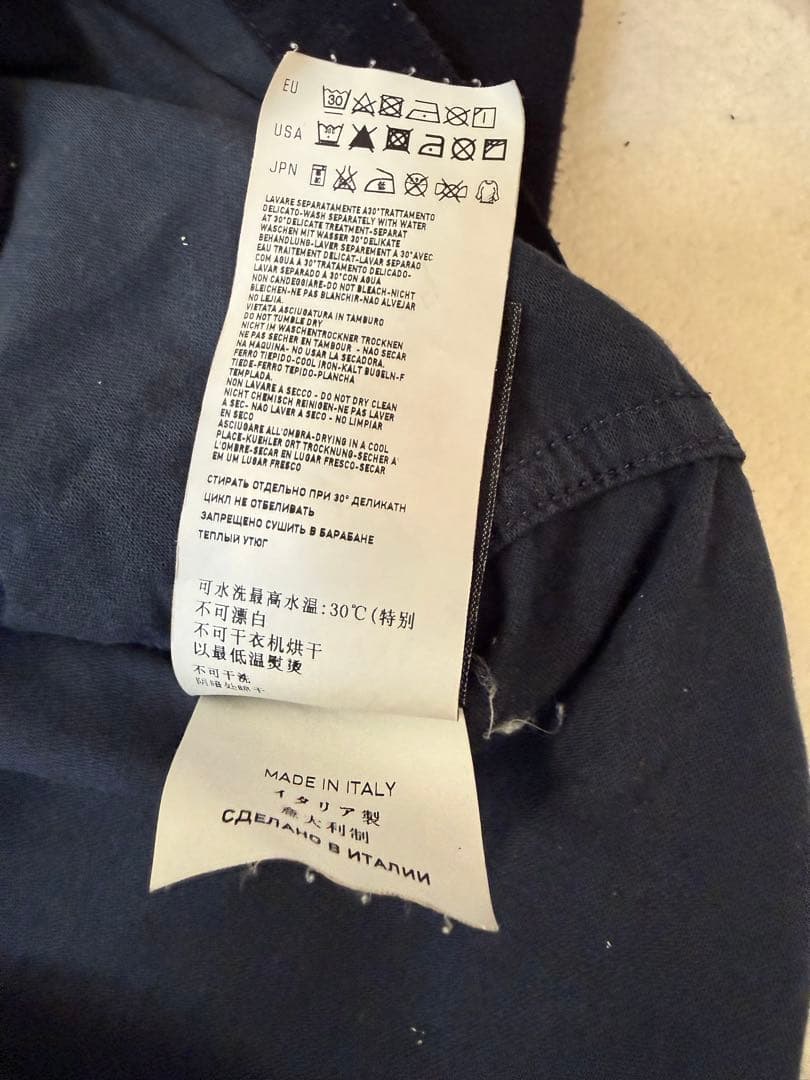 EU
30
USA
JPN
LAVARE SEPARATAMENTE A30°TRATTAMENTO
DELICATO-WASH SEPARATELY WITH WATER
AT 30°DELICATE TREATMENT-SEPARAT
WASCHEN MIT WASSER 30°DELIKATE
BEHANDLUNG-LAVER SEPAREMENT A 30°AVEC
EAU TRAITEMENT DELICAT-LAVAR SEPARAO
COM AGUA A 30°TRATAMENTO DELICADO-
LAVAR SEPARADO A 30°CON AGUA
NON CANDEGGIARE-DO NOT BLEACH-NICHT
BLEICHEN-NE PAS BLANCHIR-NAO ALVEJAR
NO LEJIA.
VIETATA ASCIUGATURA IN TAMBURO
DO NOT TUMBLE DRY
NICHT IM WASCHENTROCKNER TROCKNEN
NE PAS SECHER EN TAMBOUR - NAO SECAR
NA MAQUINA- NO USAR LA SECADORA.
FERRO TIEPIDO-COOL IRON-KALT BUGELN-F
TIEDE-FERRO TEPIDO-PLANCHA
TEMPLADA.
NON LAVARE A SECCO - DO NOT DRY CLEAN
NICHT CHEMISCH REINIGEN-NE PAS LAVER
A SEC- NAO LAVER A SECO - NO LIMPIAR
EN SECO
ASCIUGARE ALL'OMBRA-DRYING IN A COOL
PLACE-KUEHLER ORT TROCKNUNG-SECHER A
L'OMBRE-SECAR EN LUGAR FRESCO-SECAR
EM UM LUGAR FRESCO
СТИРАТЬ ОТДЕЛЬНО ПРИ 30° ДЕЛИКАТН
ЦИКЛ НЕ ОТБЕЛИВАТЬ
ЗАПРЕЩЕНО СУШИТЬ В БАРАБАНЕ
ТЕПЛЫЙ УТЮГ
可水洗最高水温:30℃(特别
不可漂白
不可干衣机烘干
以最低温熨烫
不可干洗
MADE IN ITALY
イタリア製
意大利制
СДЕЛАНО В ИТАЛИИ